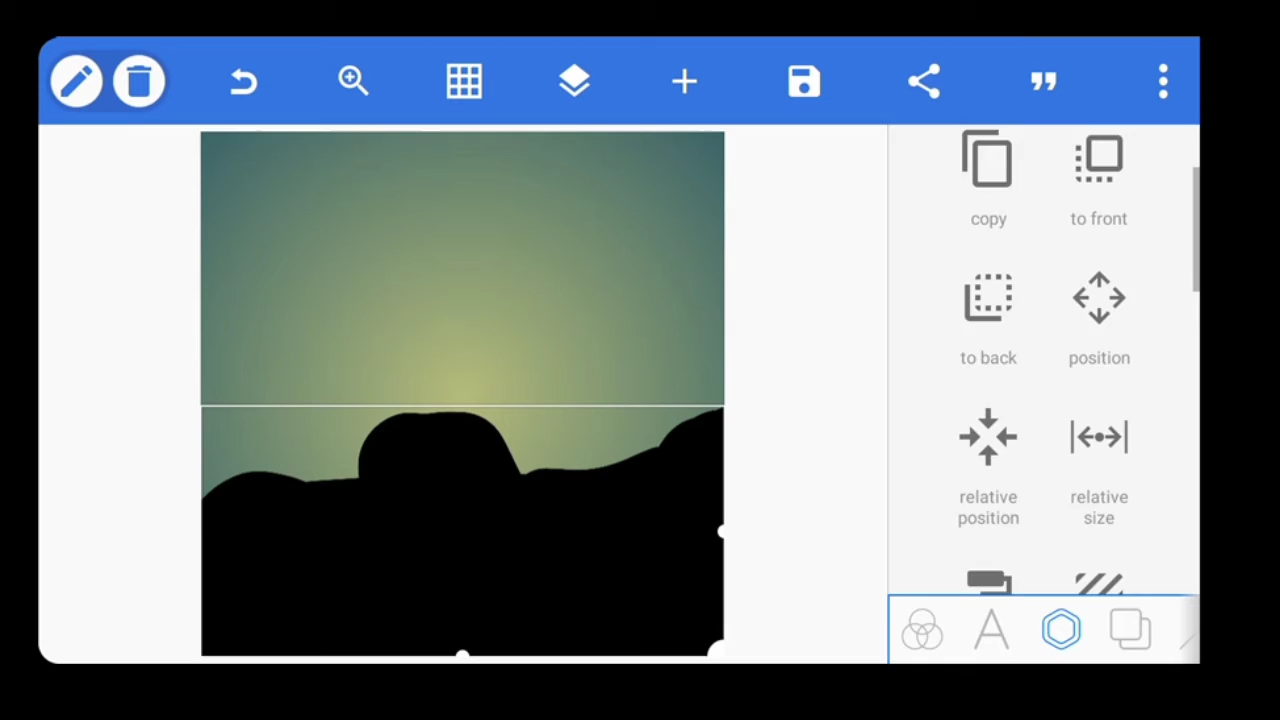 copy
to front
to back
position
relative
position
relative
size